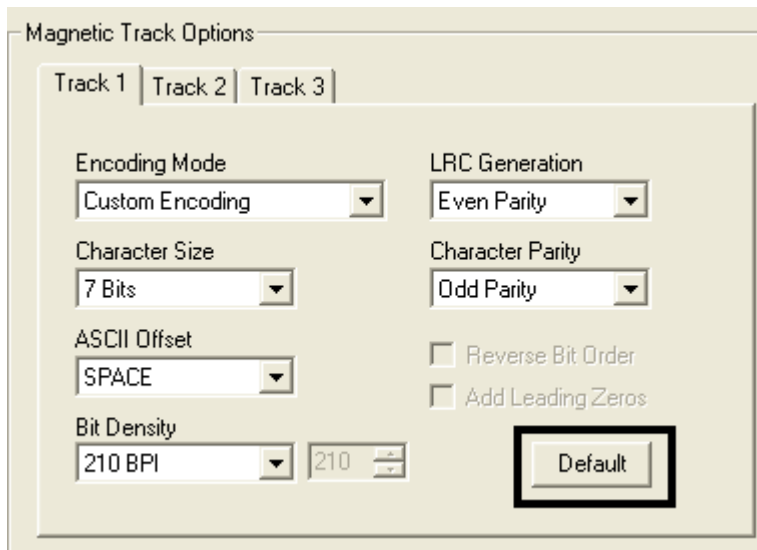 Magnetic Track Options
Track 1 Track 2 Track 3
Encoding Mode LRC Generation
Custom Encoding Even Parity
Character Size Character Parity
7 Bits Odd Parity
ASCII Offset
SPACE
Reverse Bit Order
Add Leading Zeros
Bit Density
210 BPI 210
Default